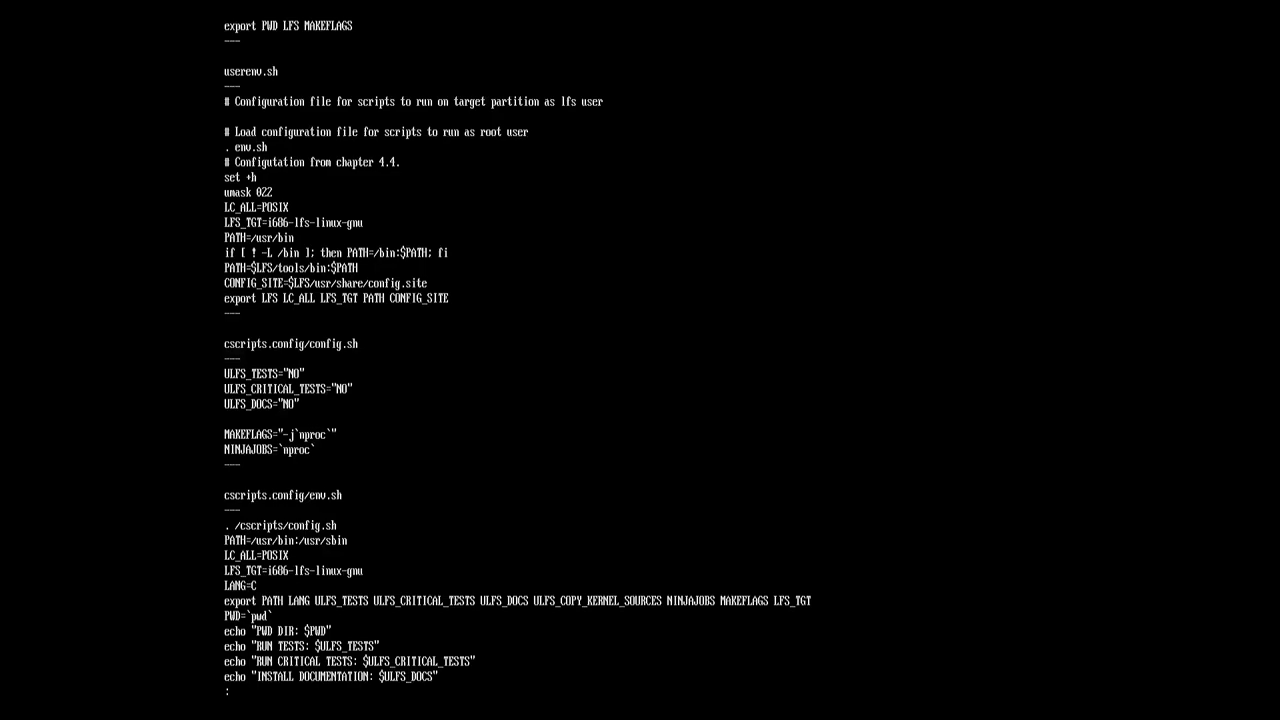 export PWD LFS MAKEFLAGS
---
userenv.sh
---
# Configuration file for scripts to run on target partition as lfs user
# Load configuration file for scripts to run as root user
. env.sh
# Configutation from chapter 4.4.
set +h
umask 022
LC_ALL=POSIX
LFS_TGT=i686-lfs-linux-gnu
PATH=/usr/bin
if [ ! -L /bin ]; then PATH=/bin:$PATH; fi
PATH=$LFS/tools/bin:$PATH
CONFIG_SITE=$LFS/usr/share/config.site
export LFS LC_ALL LFS_TGT PATH CONFIG_SITE
---
cscripts.config/config.sh
---
ULFS_TESTS="NO"
ULFS_CRITICAL_TESTS="NO"
ULFS_DOCS="NO"
MAKEFLAGS="-j`nproc`"
NINJAJOBS=`nproc`
---
cscripts.config/env.sh
---
. /cscripts/config.sh
PATH=/usr/bin:/usr/sbin
LC_ALL=POSIX
LFS_TGT=i686-lfs-linux-gnu
LANG=C
export PATH LANG ULFS_TESTS ULFS_CRITICAL_TESTS ULFS_DOCS ULFS_COPY_KERNEL_SOURCES NINJAJOBS MAKEFLAGS LFS_TGT
PWD=`pwd`
echo "PWD DIR: $PWD"
echo "RUN TESTS: $ULFS_TESTS"
echo "RUN CRITICAL TESTS: $ULFS_CRITICAL_TESTS"
echo "INSTALL DOCUMENTATION: $ULFS_DOCS"
: